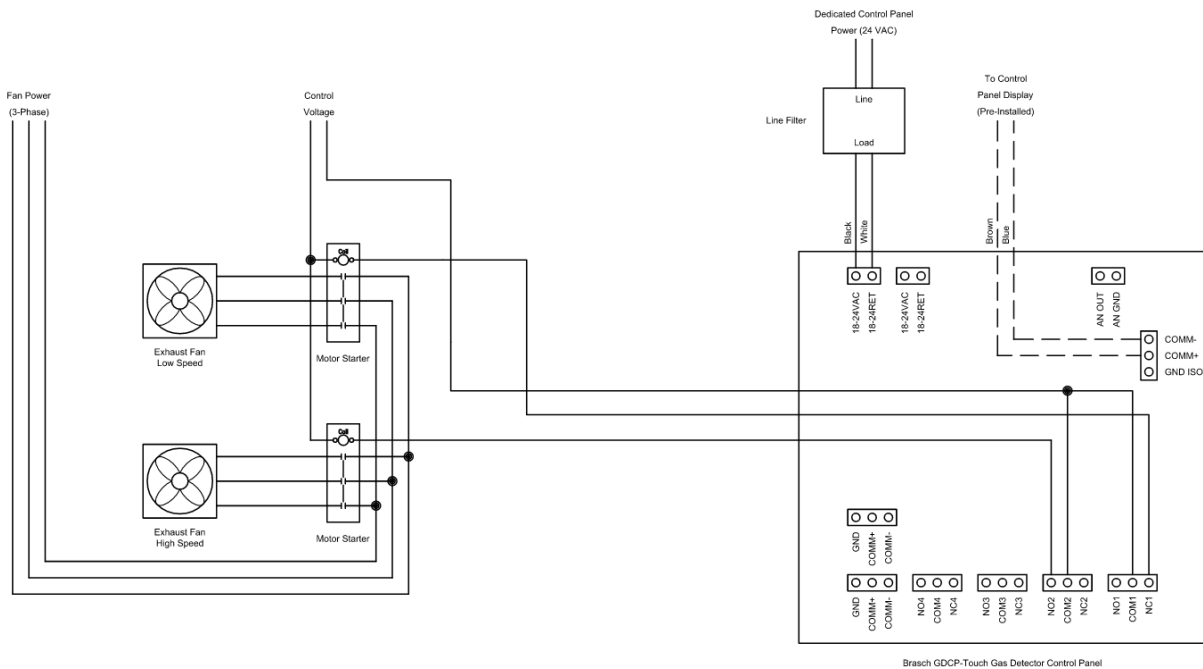 Dedicated Control Panel
Power (24 VAC)
Fan Power
(3-Phase)
Control
Voltage
To Control
Panel Display
(Pre-Installed)
Line Filter
Line
Load
Black
White
Brown
Blue
Coil
Exhaust Fan
Low Speed
Motor Starter
18-24VAC
18-24RET
18-24VAC
18-24RET
AN OUT
AN GND
COMM-
COMM+
GND ISO
Coil
Exhaust Fan
High Speed
Motor Starter
GND
COMM+
COMM-
GND
COMM+
COMM-
NO4
COM4
NC4
NO3
COM3
NC3
NO2
COM2
NC2
NO1
COM1
NC1
Brasch GDCP-Touch Gas Detector Control Panel